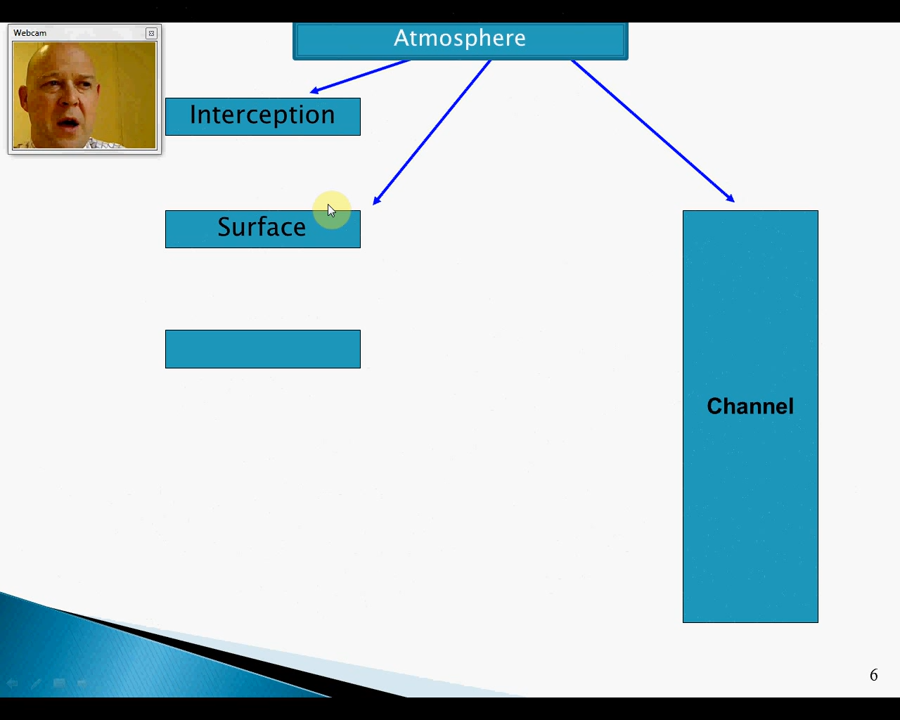 Webcam
Atmosphere
Interception
Surface
Channel
6